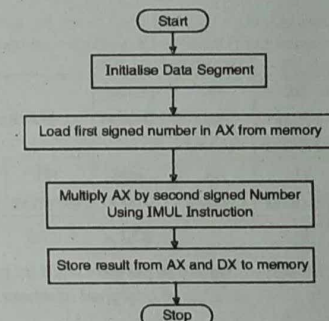 Start
Initialise Data Segment
Load first signed number in AX from memory
Multiply AX by second signed Number
Using IMUL Instruction
Store result from AX and DX to memory
Stop